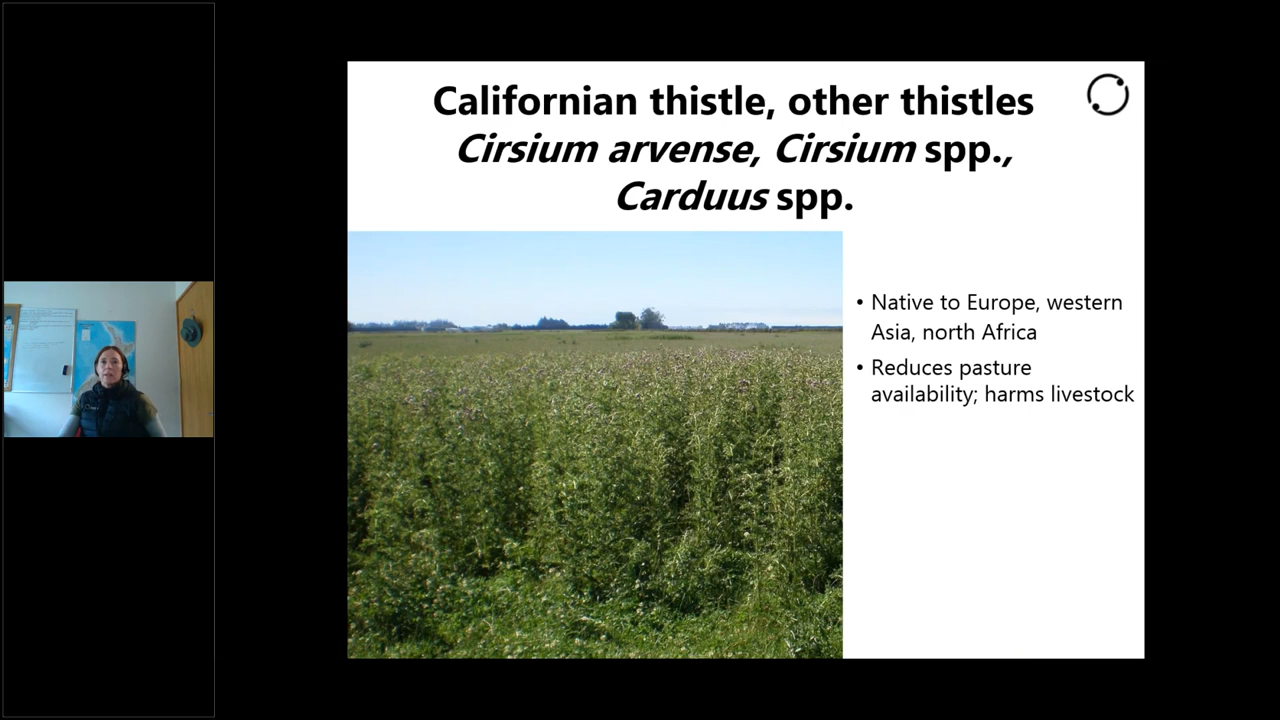 Californian thistle, other thistles
Cirsium arvense, Cirsium spp.,
Carduus spp.
• Native to Europe, western
Asia, north Africa
• Reduces pasture
availability; harms livestock